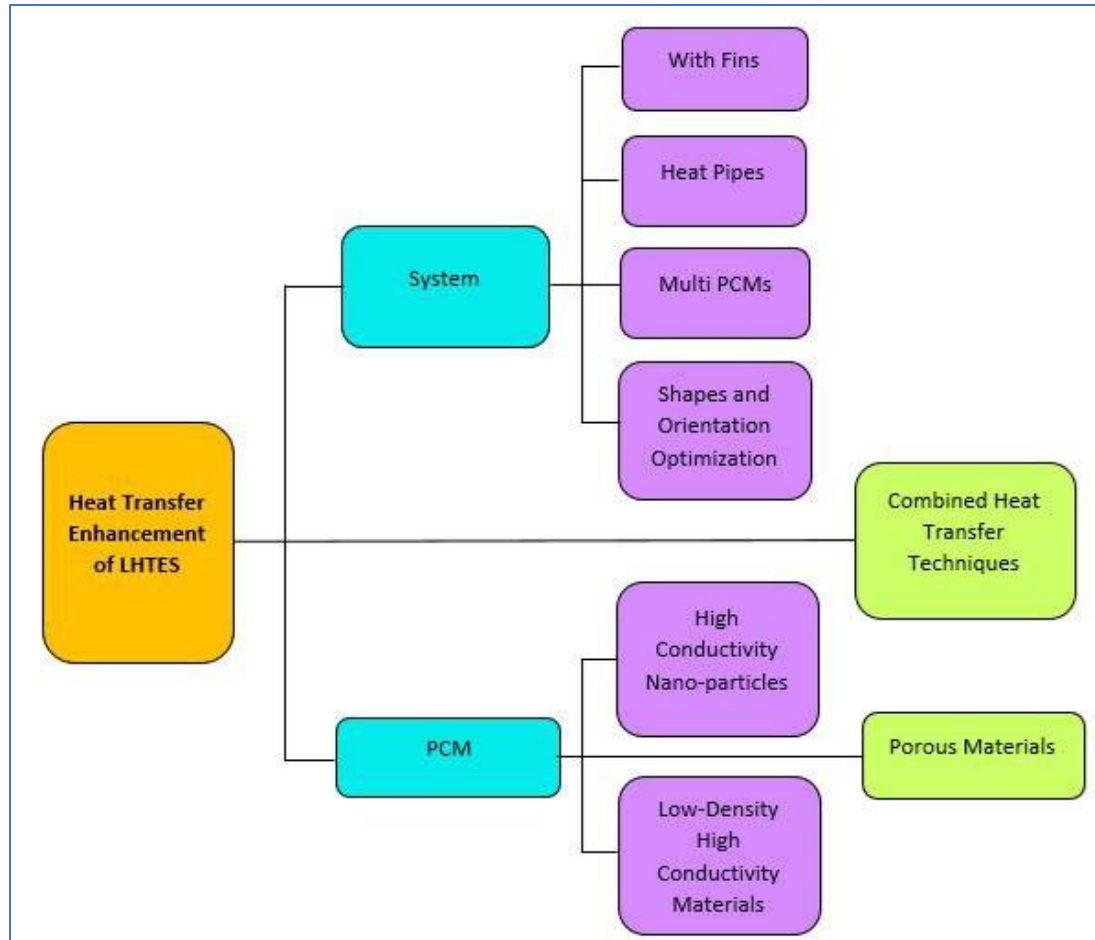 With Fins
Heat Pipes
System
Multi PCMs
Shapes and
Orientation
Optimization
Heat Transfer
Enhancement
of LHTES
Combined Heat
Transfer
Techniques
High
Conductivity
Nano-particles
PCM
Porous Materials
Low-Density
High
Conductivity
Materials